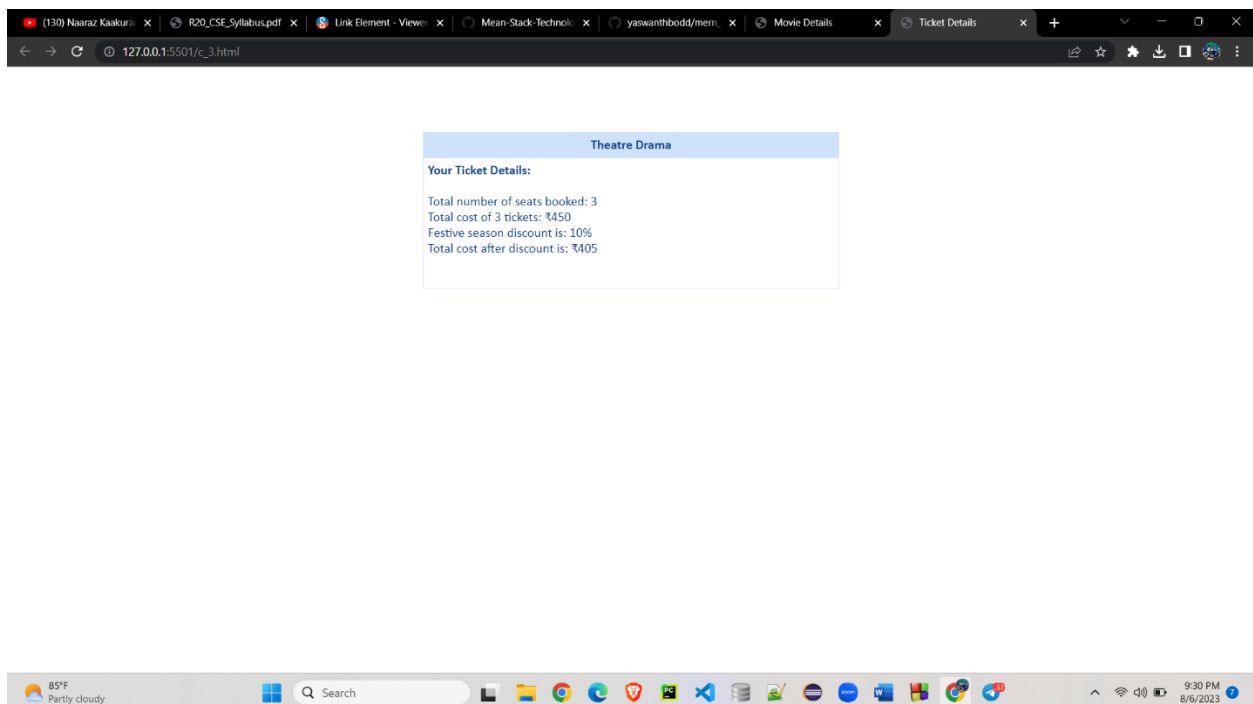 (130) Naaraz Kaakura
R20_CSE_Syllabus.pdf
Link Element - Viewer
Mean-Stack-Technolo
yaswanthbodd/mern_
Movie Details
Ticket Details
127.0.0.1:5501/c_3.html
Theatre Drama
Your Ticket Details:
Total number of seats booked: 3
Total cost of 3 tickets: ₹450
Festive season discount is: 10%
Total cost after discount is: ₹405
85°F
Partly cloudy
Search
9:30 PM
8/6/2023
7